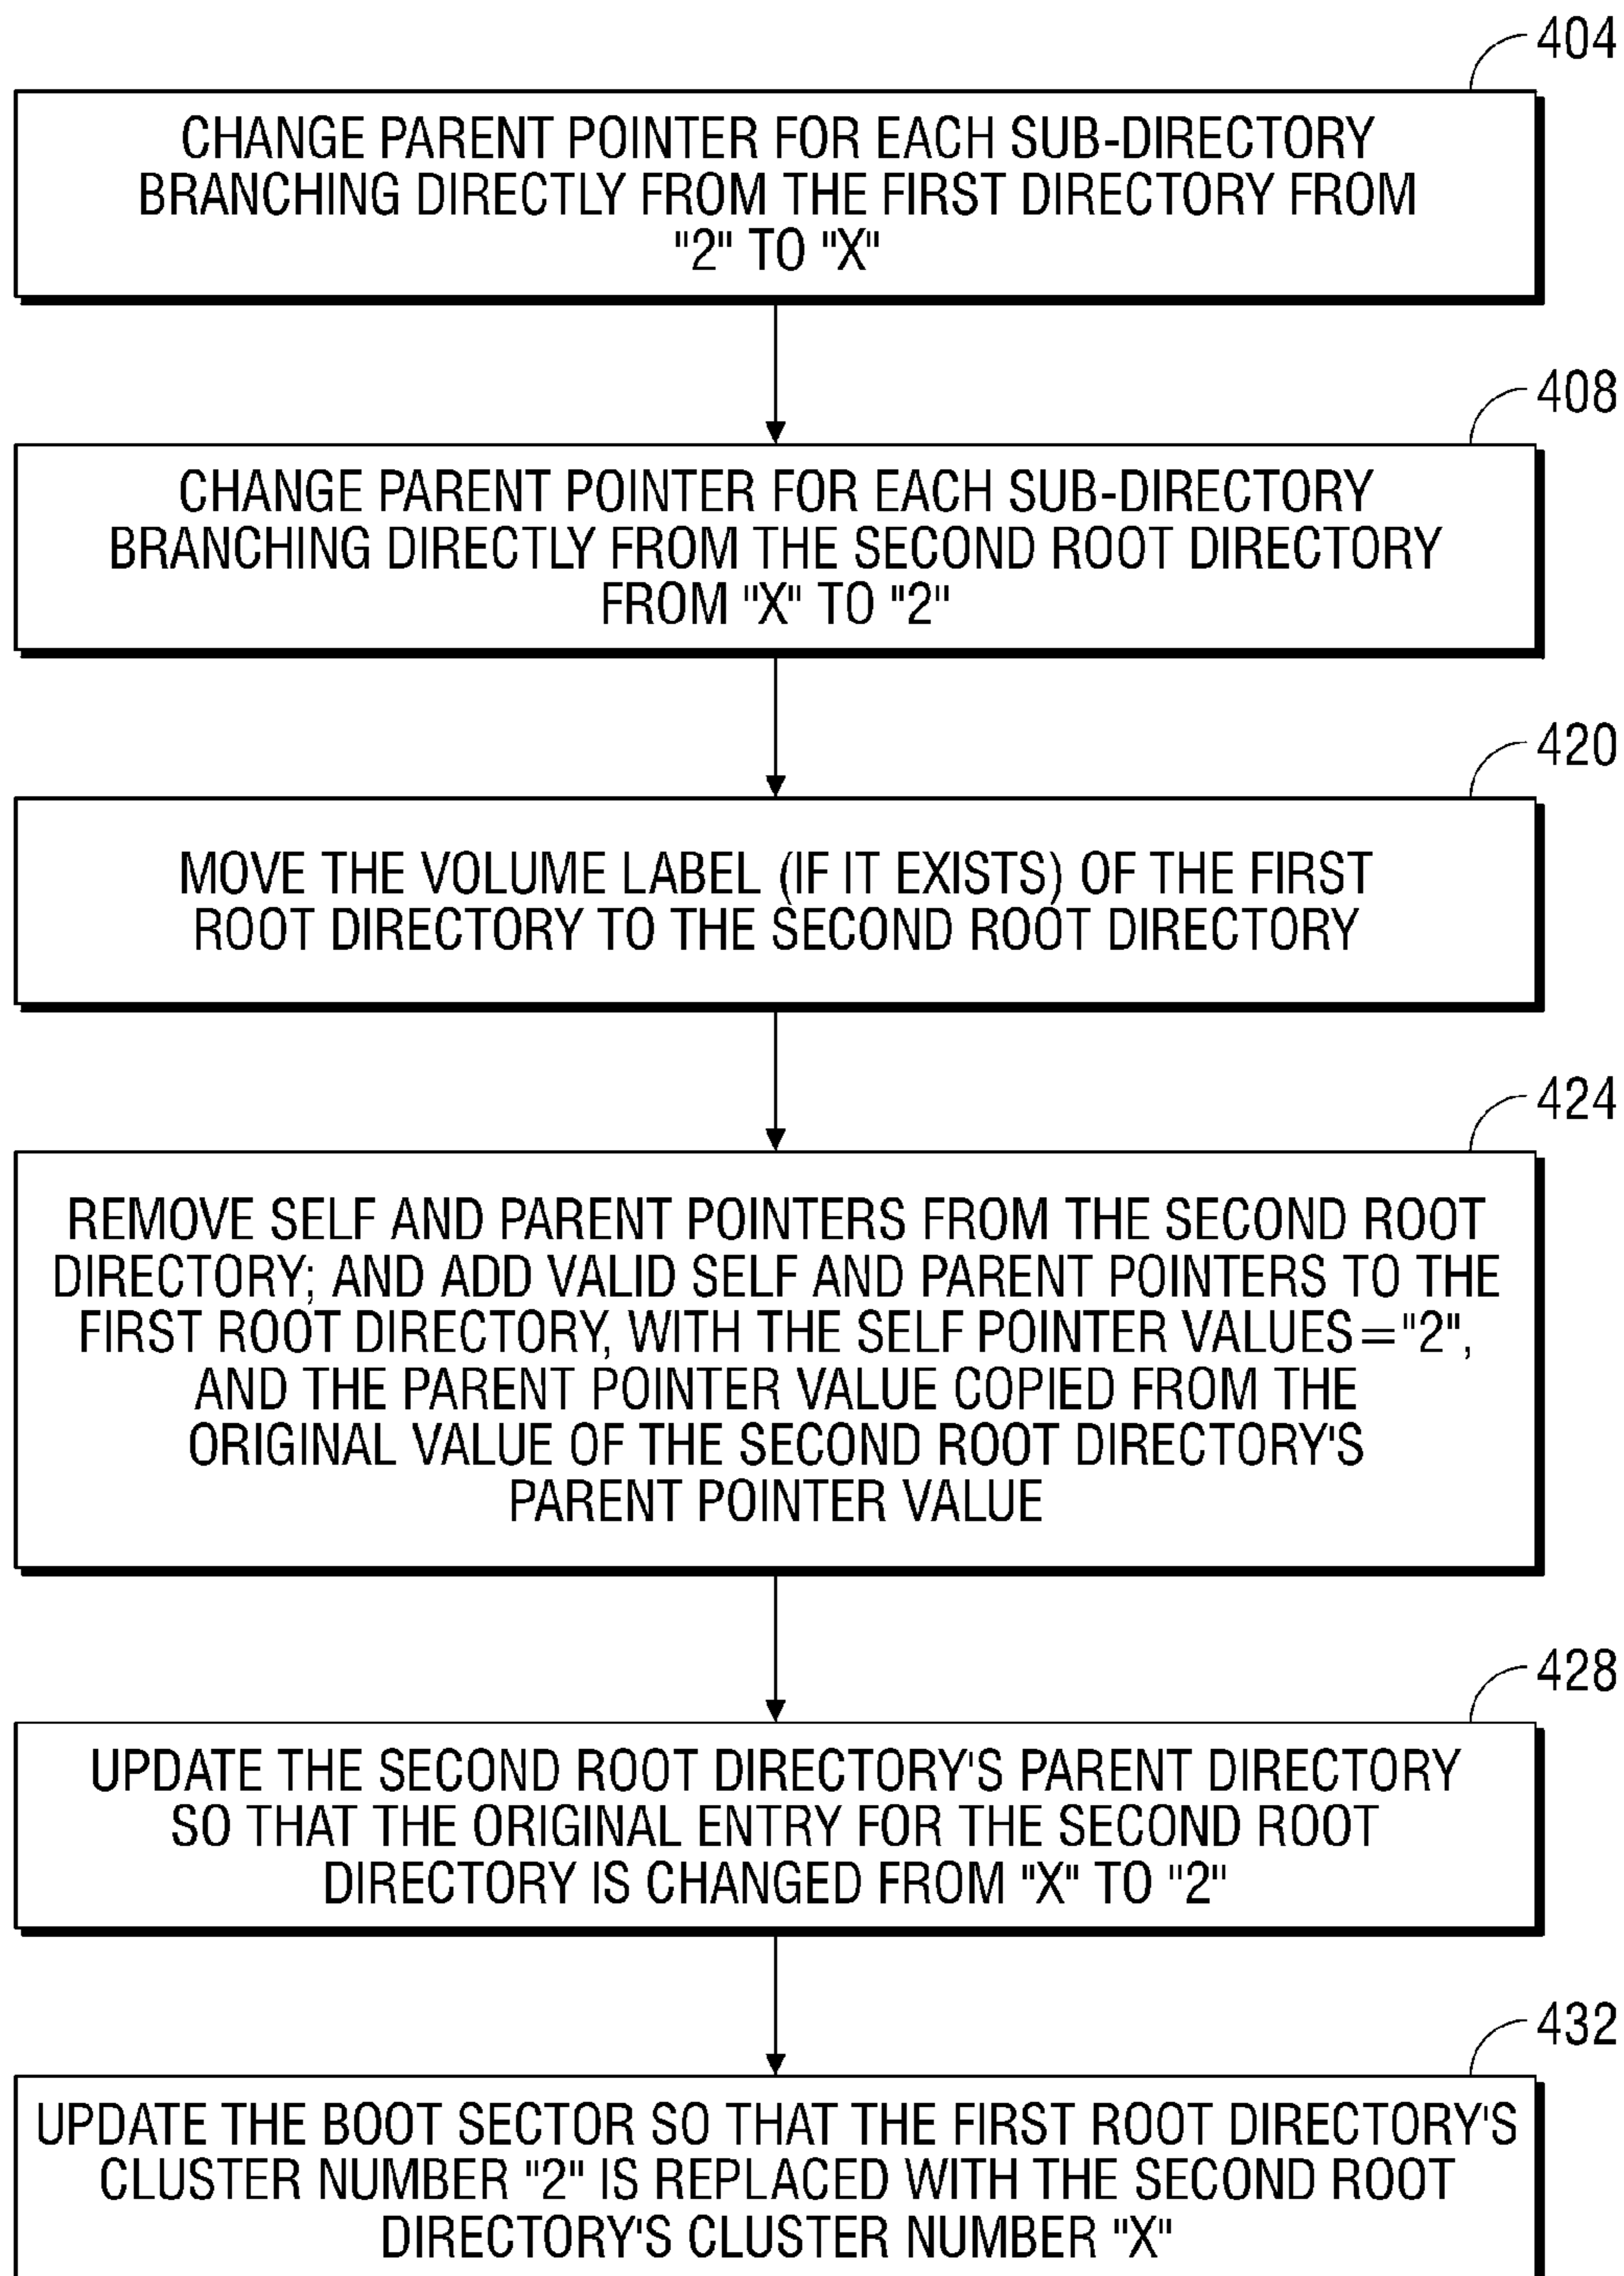 404
CHANGE PARENT POINTER FOR EACH SUB-DIRECTORY
BRANCHING DIRECTLY FROM THE FIRST DIRECTORY FROM
"2" TO "X"
408
CHANGE PARENT POINTER FOR EACH SUB-DIRECTORY
BRANCHING DIRECTLY FROM THE SECOND ROOT DIRECTORY
FROM "X" TO "2"
420
MOVE THE VOLUME LABEL (IF IT EXISTS) OF THE FIRST
ROOT DIRECTORY TO THE SECOND ROOT DIRECTORY
424
REMOVE SELF AND PARENT POINTERS FROM THE SECOND ROOT
DIRECTORY; AND ADD VALID SELF AND PARENT POINTERS TO THE
FIRST ROOT DIRECTORY, WITH THE SELF POINTER VALUES="2",
AND THE PARENT POINTER VALUE COPIED FROM THE
ORIGINAL VALUE OF THE SECOND ROOT DIRECTORY'S
PARENT POINTER VALUE
428
UPDATE THE SECOND ROOT DIRECTORY'S PARENT DIRECTORY
SO THAT THE ORIGINAL ENTRY FOR THE SECOND ROOT
DIRECTORY IS CHANGED FROM "X" TO "2"
432
UPDATE THE BOOT SECTOR SO THAT THE FIRST ROOT DIRECTORY'S
CLUSTER NUMBER "2" IS REPLACED WITH THE SECOND ROOT
DIRECTORY'S CLUSTER NUMBER "X"